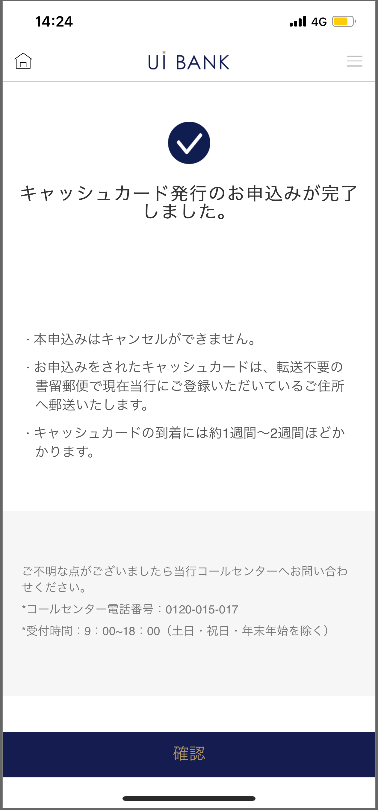 14:24
4G
UI BANK
キャッシュカード発行のお申込みが完了
しました。
· 本申込みはキャンセルができません。
· お申込みをされたキャッシュカードは、転送不要の
書留郵便で現在当行にご登録いただいているご住所
へ郵送いたします。
· キャッシュカードの到着には約1週間〜2週間ほどか
かります。
ご不明な点がございましたら当行コールセンターへお問い合わ
せください。
*コールセンター電話番号：0120-015-017
*受付時間：9：00~18：00（土日・祝日・年末年始を除く）
確認